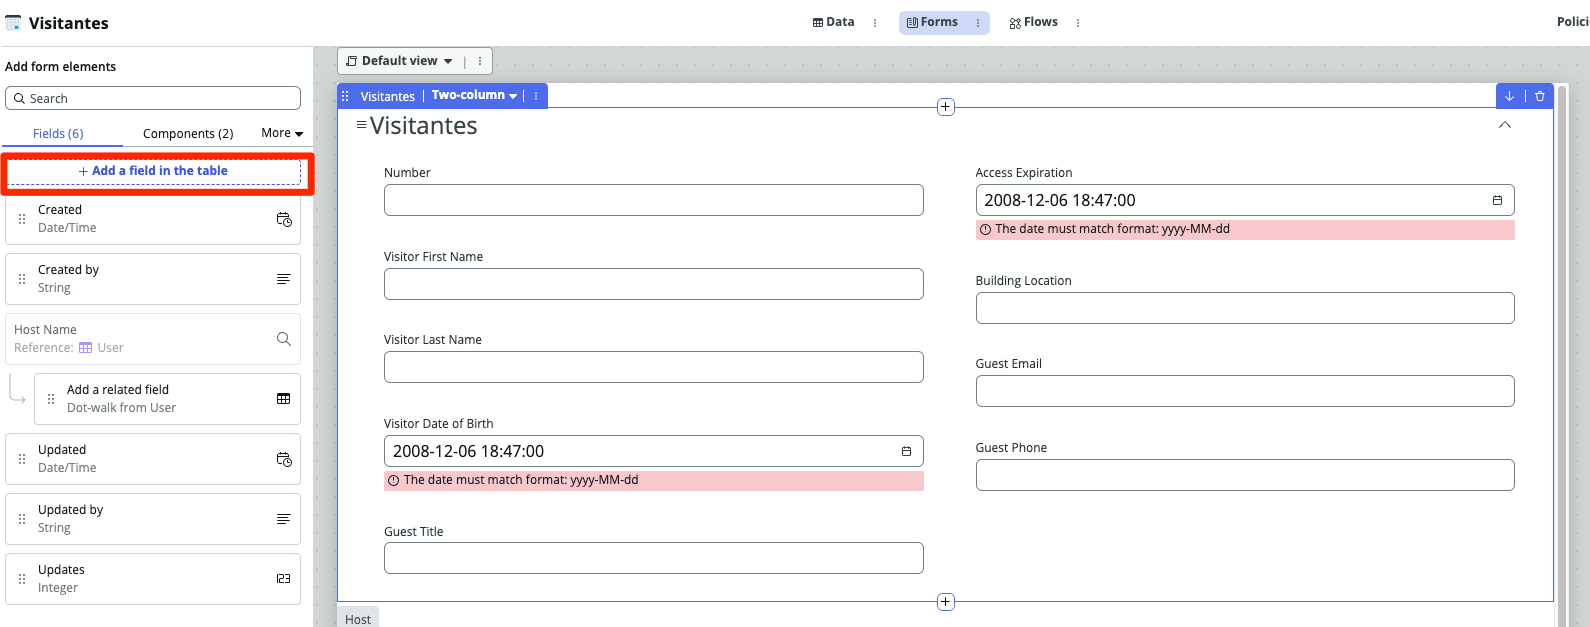 Visitantes
Data
Forms
Flows
Polici
Add form elements
Search
Fields (6)
Components (2)
More
+ Add a field in the table
Created
Date/Time
Created by
String
Host Name
Reference: User
Add a related field
Dot-walk from User
Updated
Date/Time
Updated by
String
Updates
Integer
123
Default view
Visitantes
Two-column
Visitantes
Number
Visitor First Name
Visitor Last Name
Visitor Date of Birth
2008-12-06 18:47:00
The date must match format: yyyy-MM-dd
Guest Title
Access Expiration
2008-12-06 18:47:00
The date must match format: yyyy-MM-dd
Building Location
Guest Email
Guest Phone
Host